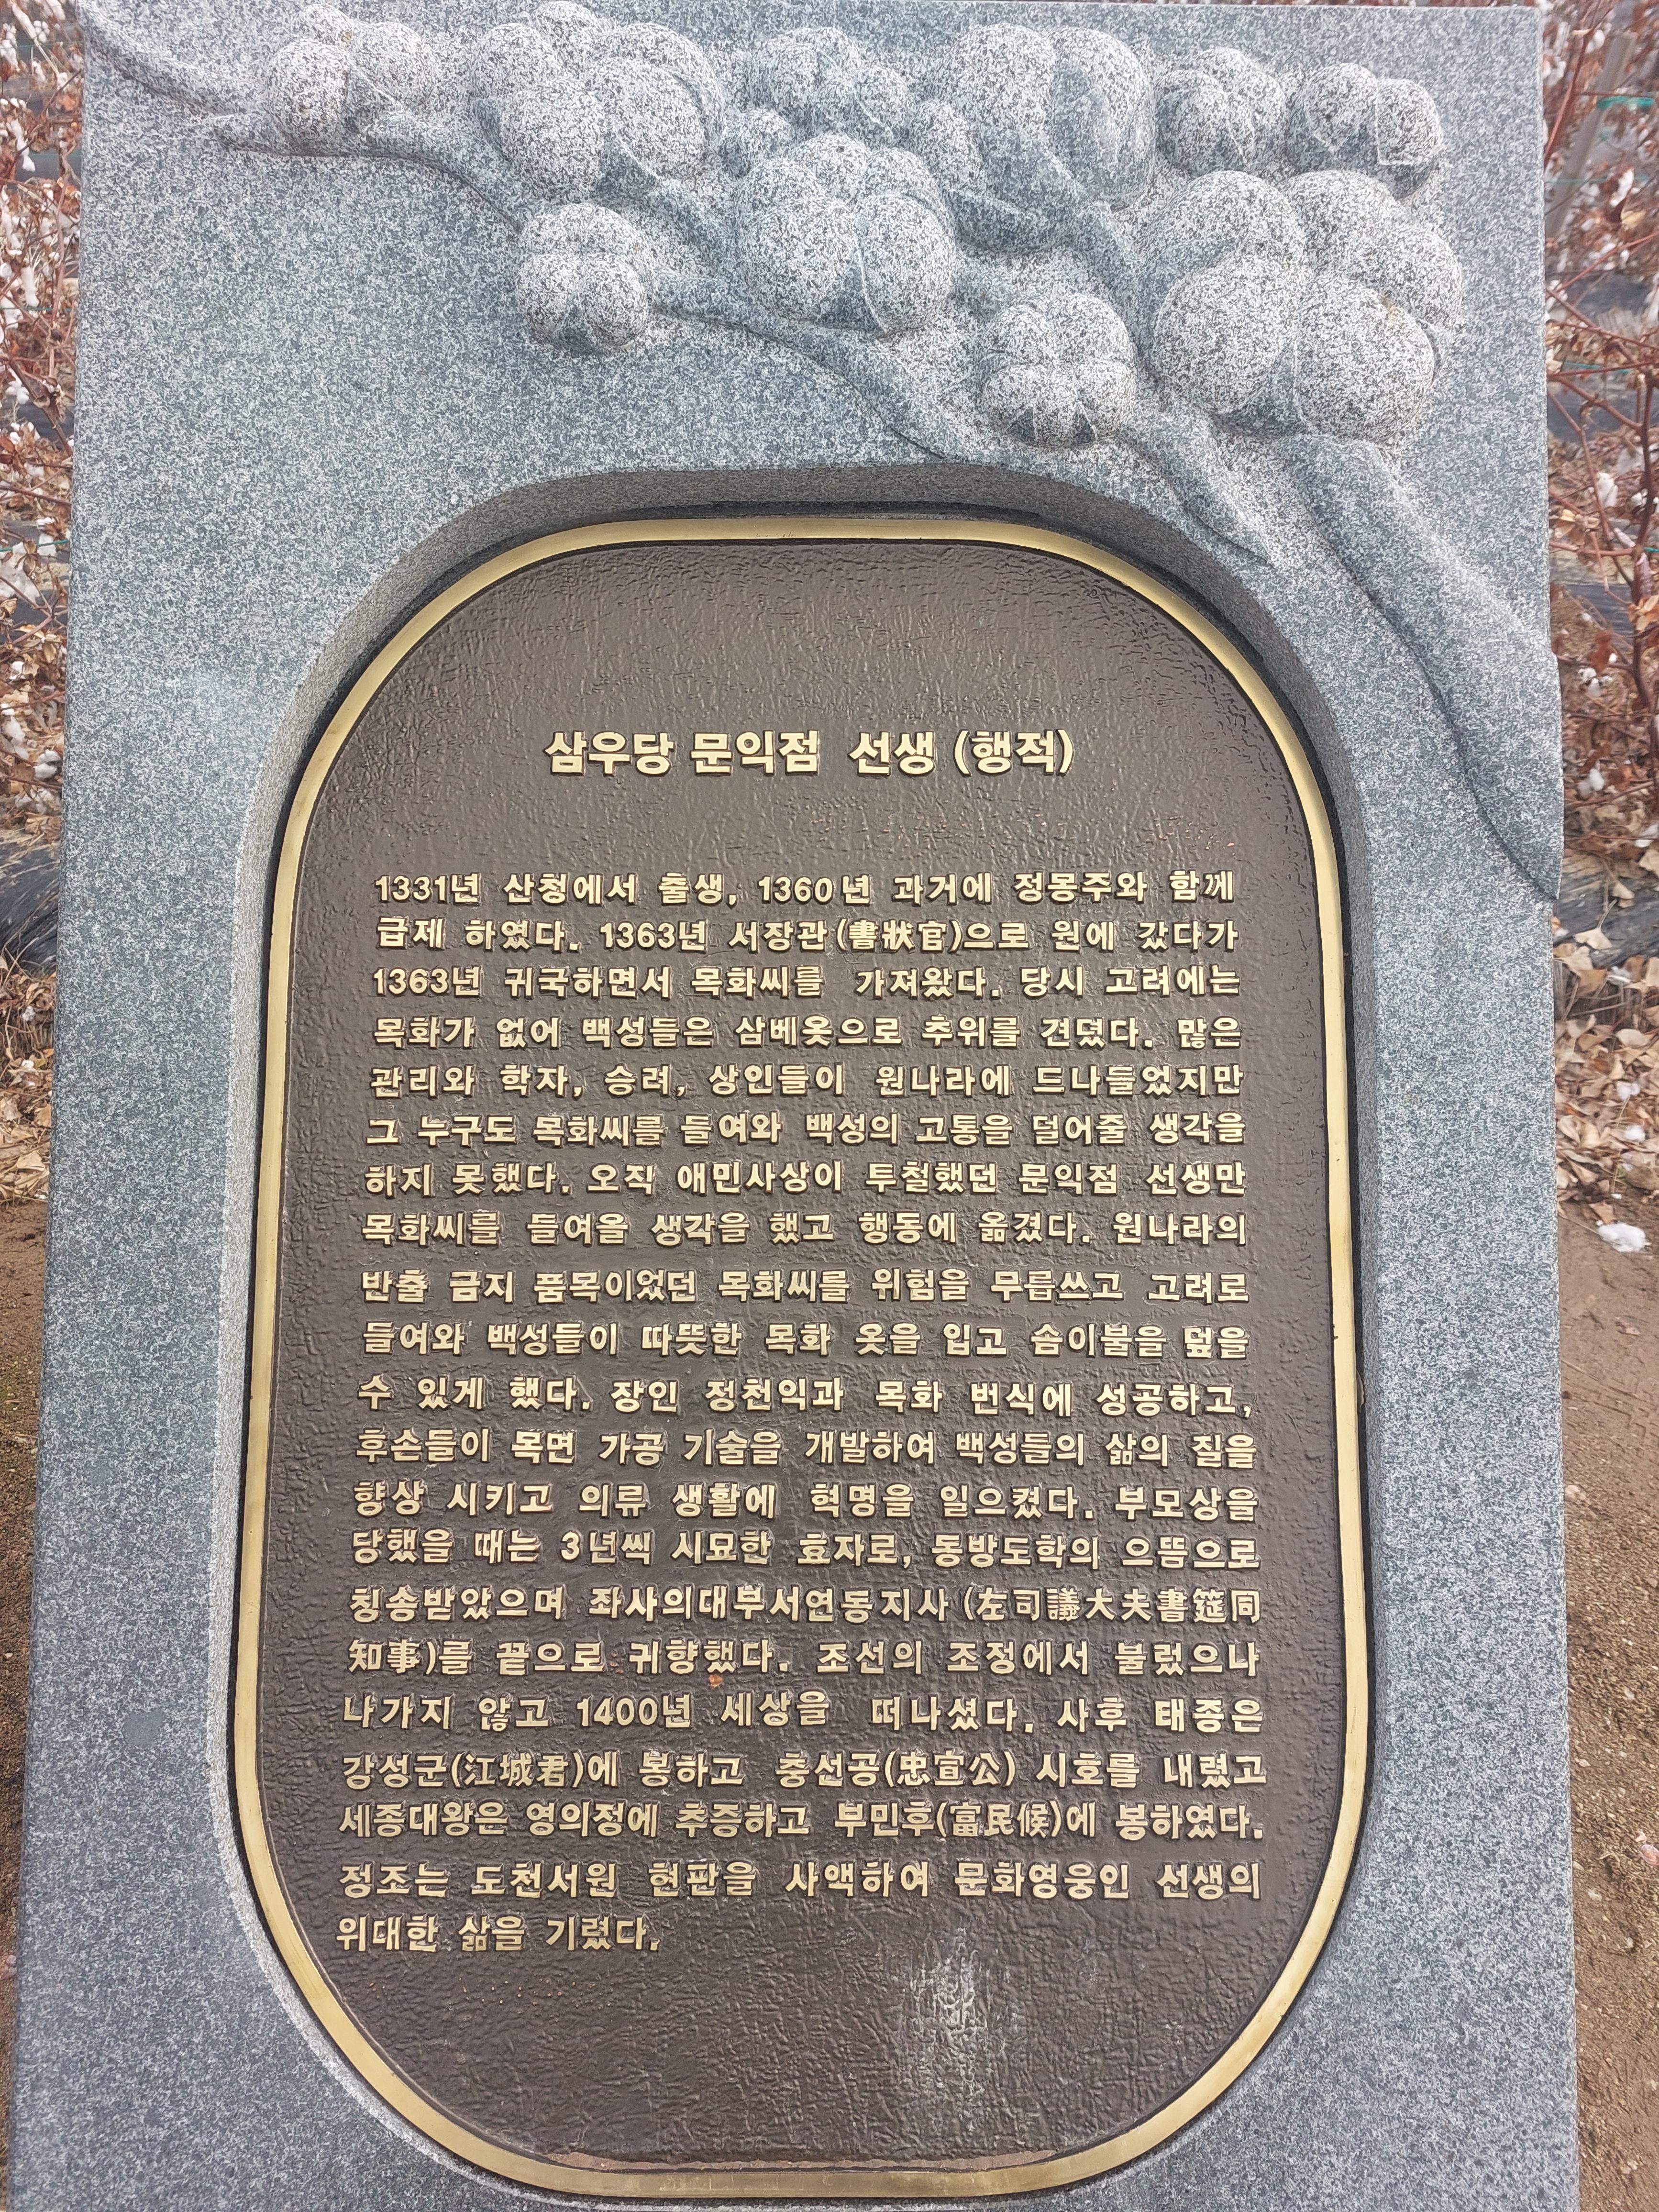 삼우당 문익점 선생 (행적)
1331년 산청에서 출생, 1360년 과거에 정몽주와 함께
급제 하였다. 1363년 서장관(書狀官)으로 원에 갔다가
1363년 귀국하면서 목화씨를 가져왔다. 당시 고려에는
목화가 없어 백성들은 삼베옷으로 추위를 견뎠다. 많은
관리와 학자, 승려, 상인들이 원나라에 드나들었지만
그 누구도 목화씨를 들여와 백성의 고통을 덜어줄 생각을
하지 못했다. 오직 애민사상이 투철했던 문익점 선생만
목화씨를 들여올 생각을 했고 행동에 옮겼다. 원나라의
반출 금지 품목이었던 목화씨를 위험을 무릅쓰고 고려로
들여와 백성들이 따뜻한 목화 옷을 입고 솜이불을 덮을
수 있게 했다. 장인 정천익과 목화 번식에 성공하고,
후손들이 목면 가공 기술을 개발하여 백성들의 삶의 질을
향상 시키고 의류 생활에 혁명을 일으켰다. 부모상을
당했을 때는 3년씩 시묘한 효자로, 동방도학의 으뜸으로
칭송받았으며 좌사의대부서연동지사(左司議大夫書筵同
知事)를 끝으로 귀향했다. 조선의 조정에서 불렀으나
나가지 않고 1400년 세상을 떠나셨다. 사후 태종은
강성군(江城君)에 봉하고 충선공(忠宣公) 시호를 내렸고
세종대왕은 영의정에 추증하고 부민후(富民候)에 봉하였다.
정조는 도천서원 현판을 사액하여 문화영웅인 선생의
위대한 삶을 기렸다.